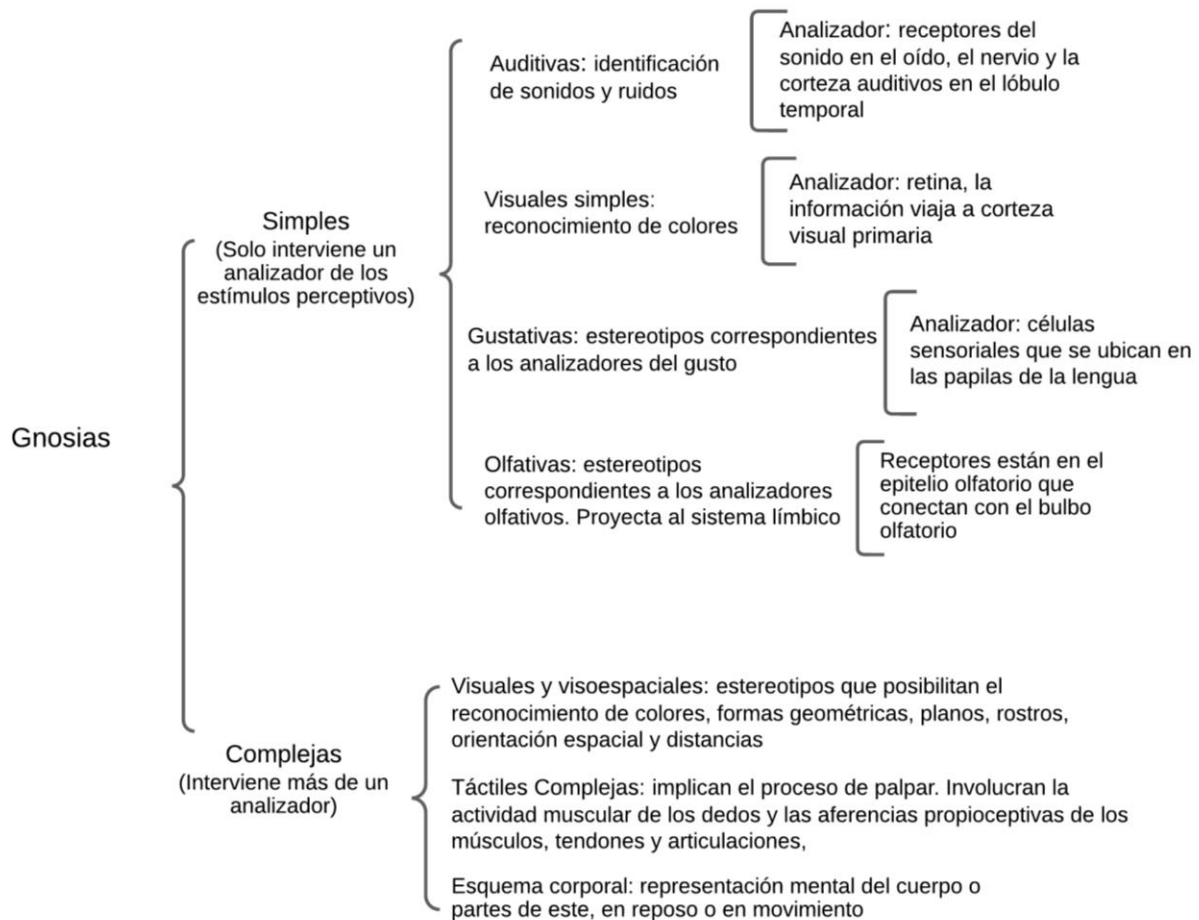 Gnosias
Simples
(Solo interviene un
analizador de los
estímulos perceptivos)
Auditivas: identificación
de sonidos y ruidos
Analizador: receptores del
sonido en el oído, el nervio y la
corteza auditivos en el lóbulo
temporal
Visuales simples:
reconocimiento de colores
Analizador: retina, la
información viaja a corteza
visual primaria
Gustativas: estereotipos correspondientes
a los analizadores del gusto
Analizador: células
sensoriales que se ubican en
las papilas de la lengua
Olfativas: estereotipos
correspondientes a los analizadores
olfativos. Proyecta al sistema límbico
Receptores están en el
epitelio olfatorio que
conectan con el bulbo
olfatorio
Complejas
(Interviene más de un
analizador)
Visuales y visoespaciales: estereotipos que posibilitan el
reconocimiento de colores, formas geométricas, planos, rostros,
orientación espacial y distancias
Táctiles Complejas: implican el proceso de palpar. Involucran la
actividad muscular de los dedos y las aferencias propioceptivas de los
músculos, tendones y articulaciones,
Esquema corporal: representación mental del cuerpo o
partes de este, en reposo o en movimiento